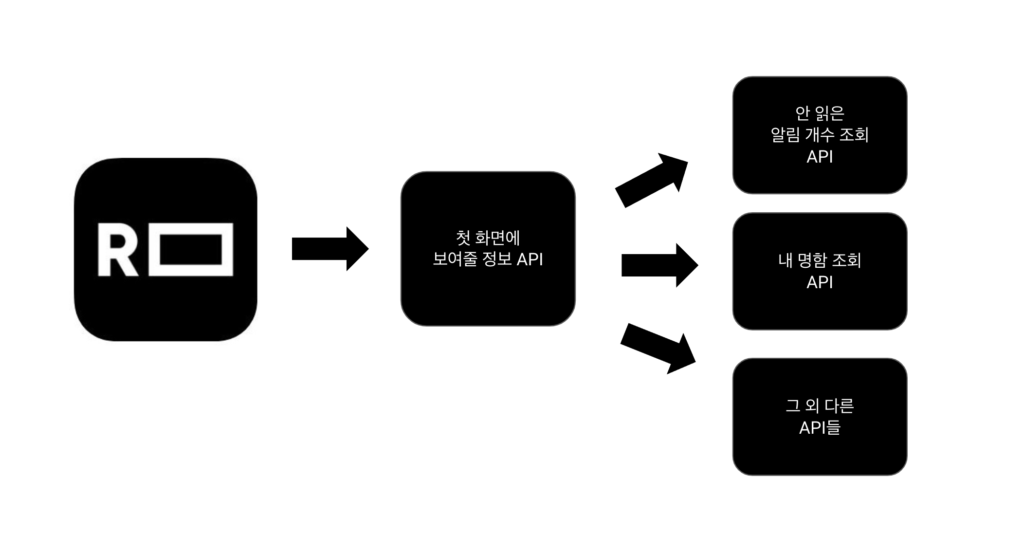 R
첫 화면에
보여줄 정보 API
안 읽은
알림 개수 조회
API
내 명함 조회
API
그 외 다른
API들